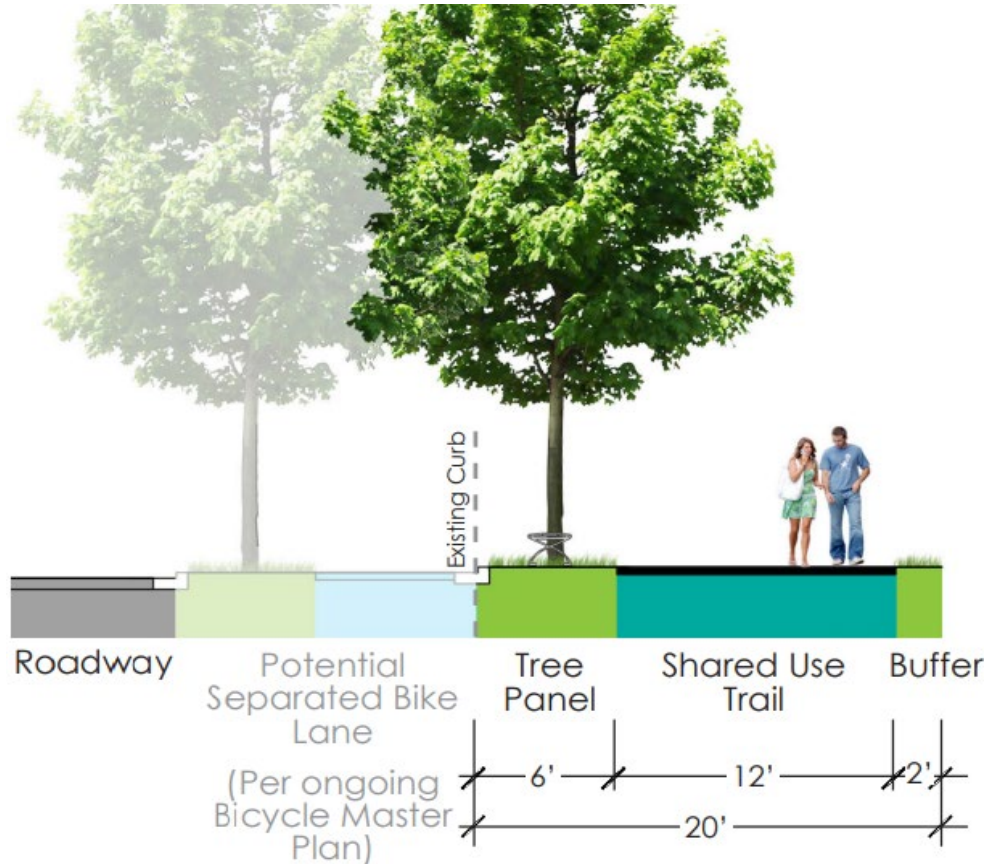 Existing Curb
Roadway
Potential
Separated Bike
Lane
(Per ongoing
Bicycle Master
Plan)
Tree
Panel
Shared Use
Trail
Buffer
6'
12'
2'
20'